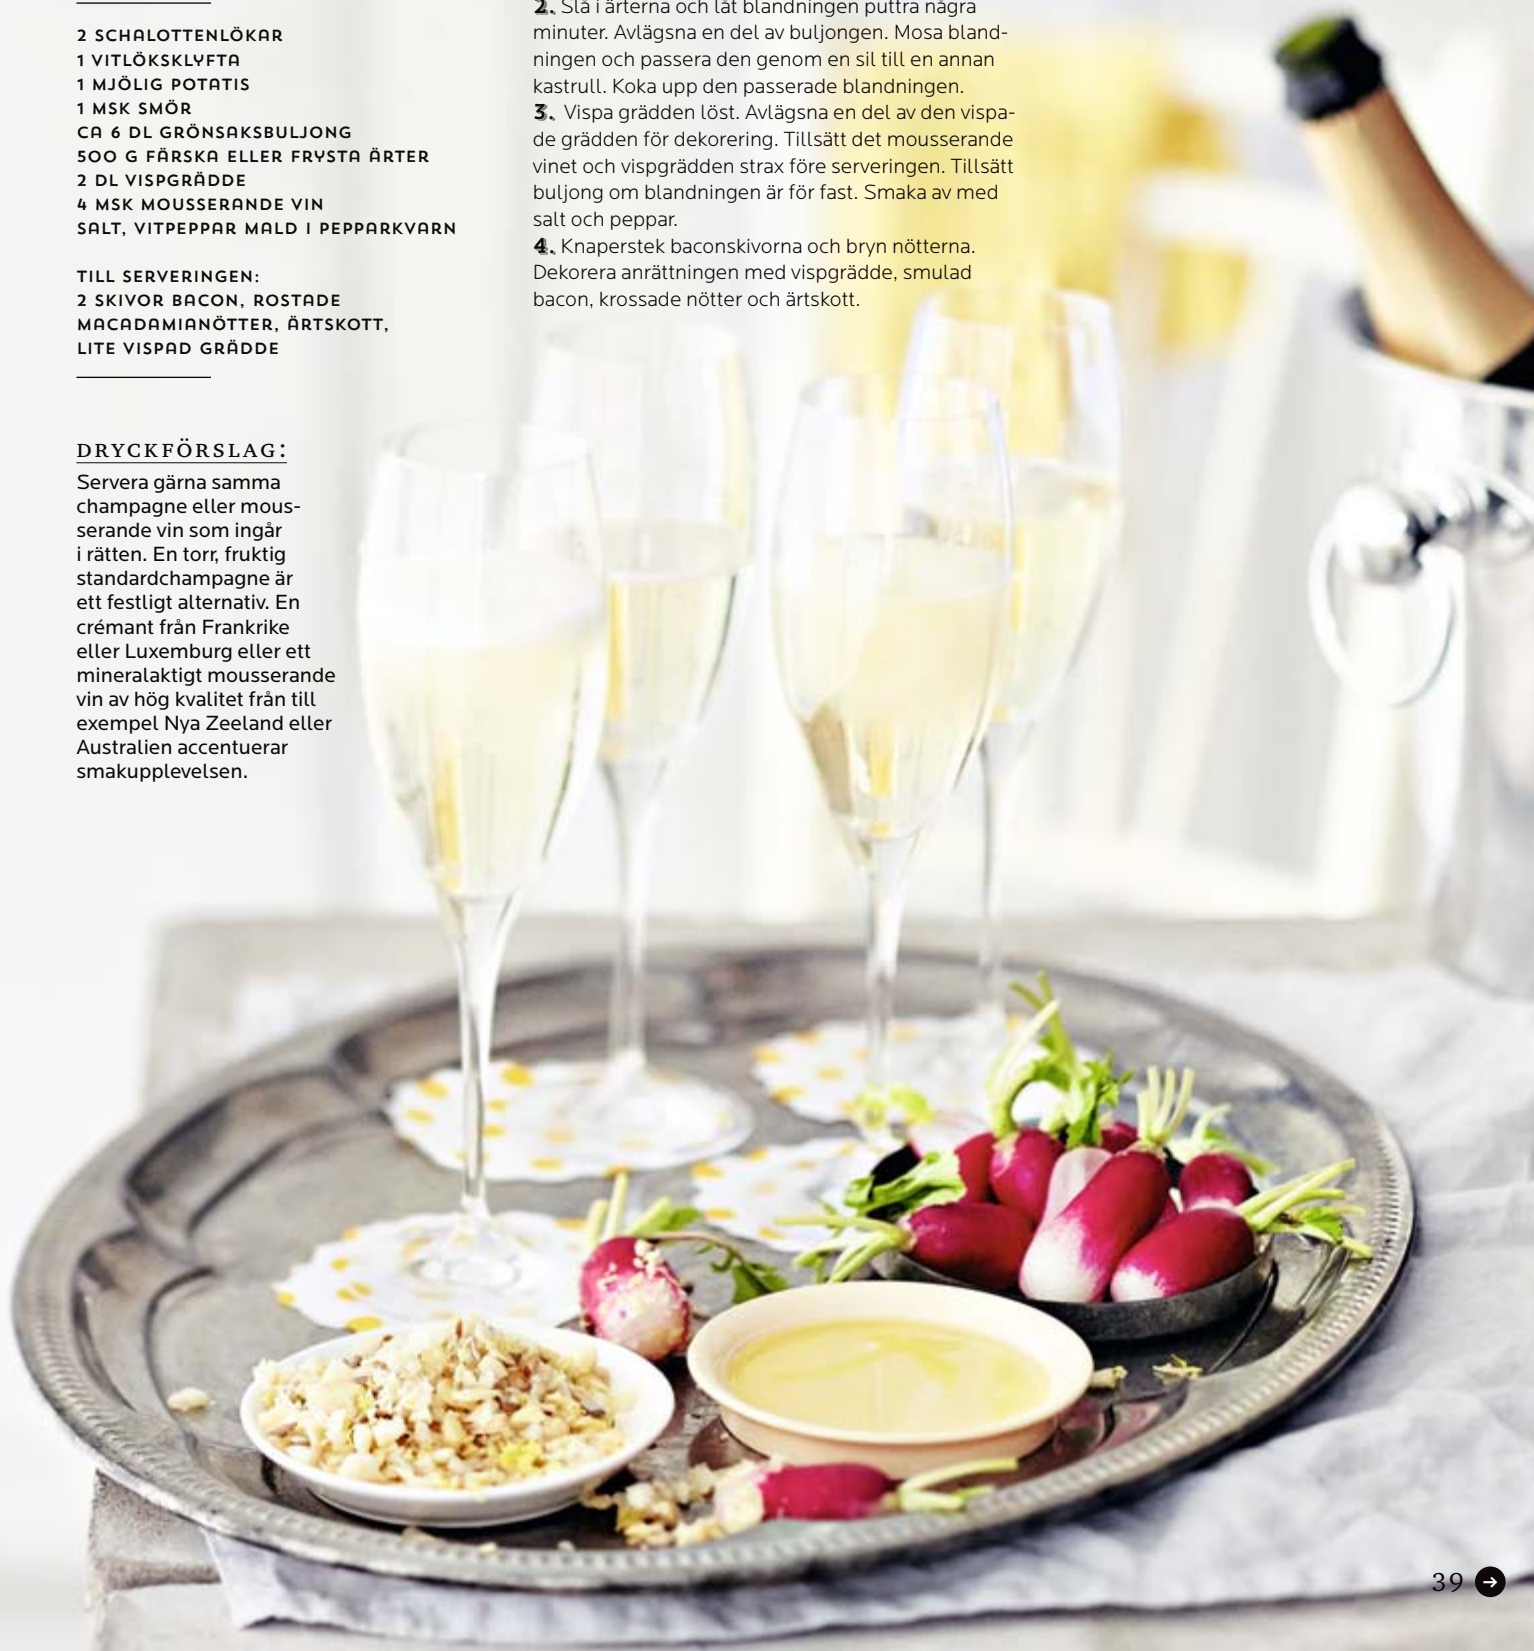 2 SCHALOTTENLÖKAR
1 VITLÖKSKLYFTA
1 MJÖLIG POTATIS
1 MSK SMÖR
CA 6 DL GRÖNSAKSBULJONG
500 G FÄRSKA ELLER FRYSTA ÄRTER
2 DL VISPGRÄDDE
4 MSK MOUSSERANDE VIN
SALT, VITPEPPAR MALD I PEPPARKVARN
TILL SERVERINGEN:
2 SKIVOR BACON, ROSTADE
MACADAMIANÖTTER, ÄRTSKOTT,
LITE VISPAD GRÄDDE
2. Slå i ärterna och låt blandningen puttra några
minuter. Avlägsna en del av buljongen. Mosa bland-
ningen och passera den genom en sil till en annan
kastrull. Koka upp den passerade blandningen.
3. Vispa grädden löst. Avlägsna en del av den vispa-
de grädden för dekorering. Tillsätt det mousserande
vinet och vispgrädden strax före serveringen. Tillsätt
buljong om blandningen är för fast. Smaka av med
salt och peppar.
4. Knaperstek baconskivorna och bryn nötterna.
Dekorera anrättningen med vispgrädde, smulad
bacon, krossade nötter och ärtskott.
DRYCKFÖRSLAG:
Servera gärna samma
champagne eller mous-
serande vin som ingår
i rätten. En torr, fruktig
standardchampagne är
ett festligt alternativ. En
crémant från Frankrike
eller Luxemburg eller ett
mineralaktigt mousserande
vin av hög kvalitet från till
exempel Nya Zeeland eller
Australien accentuerar
smakupplevelsen.
39